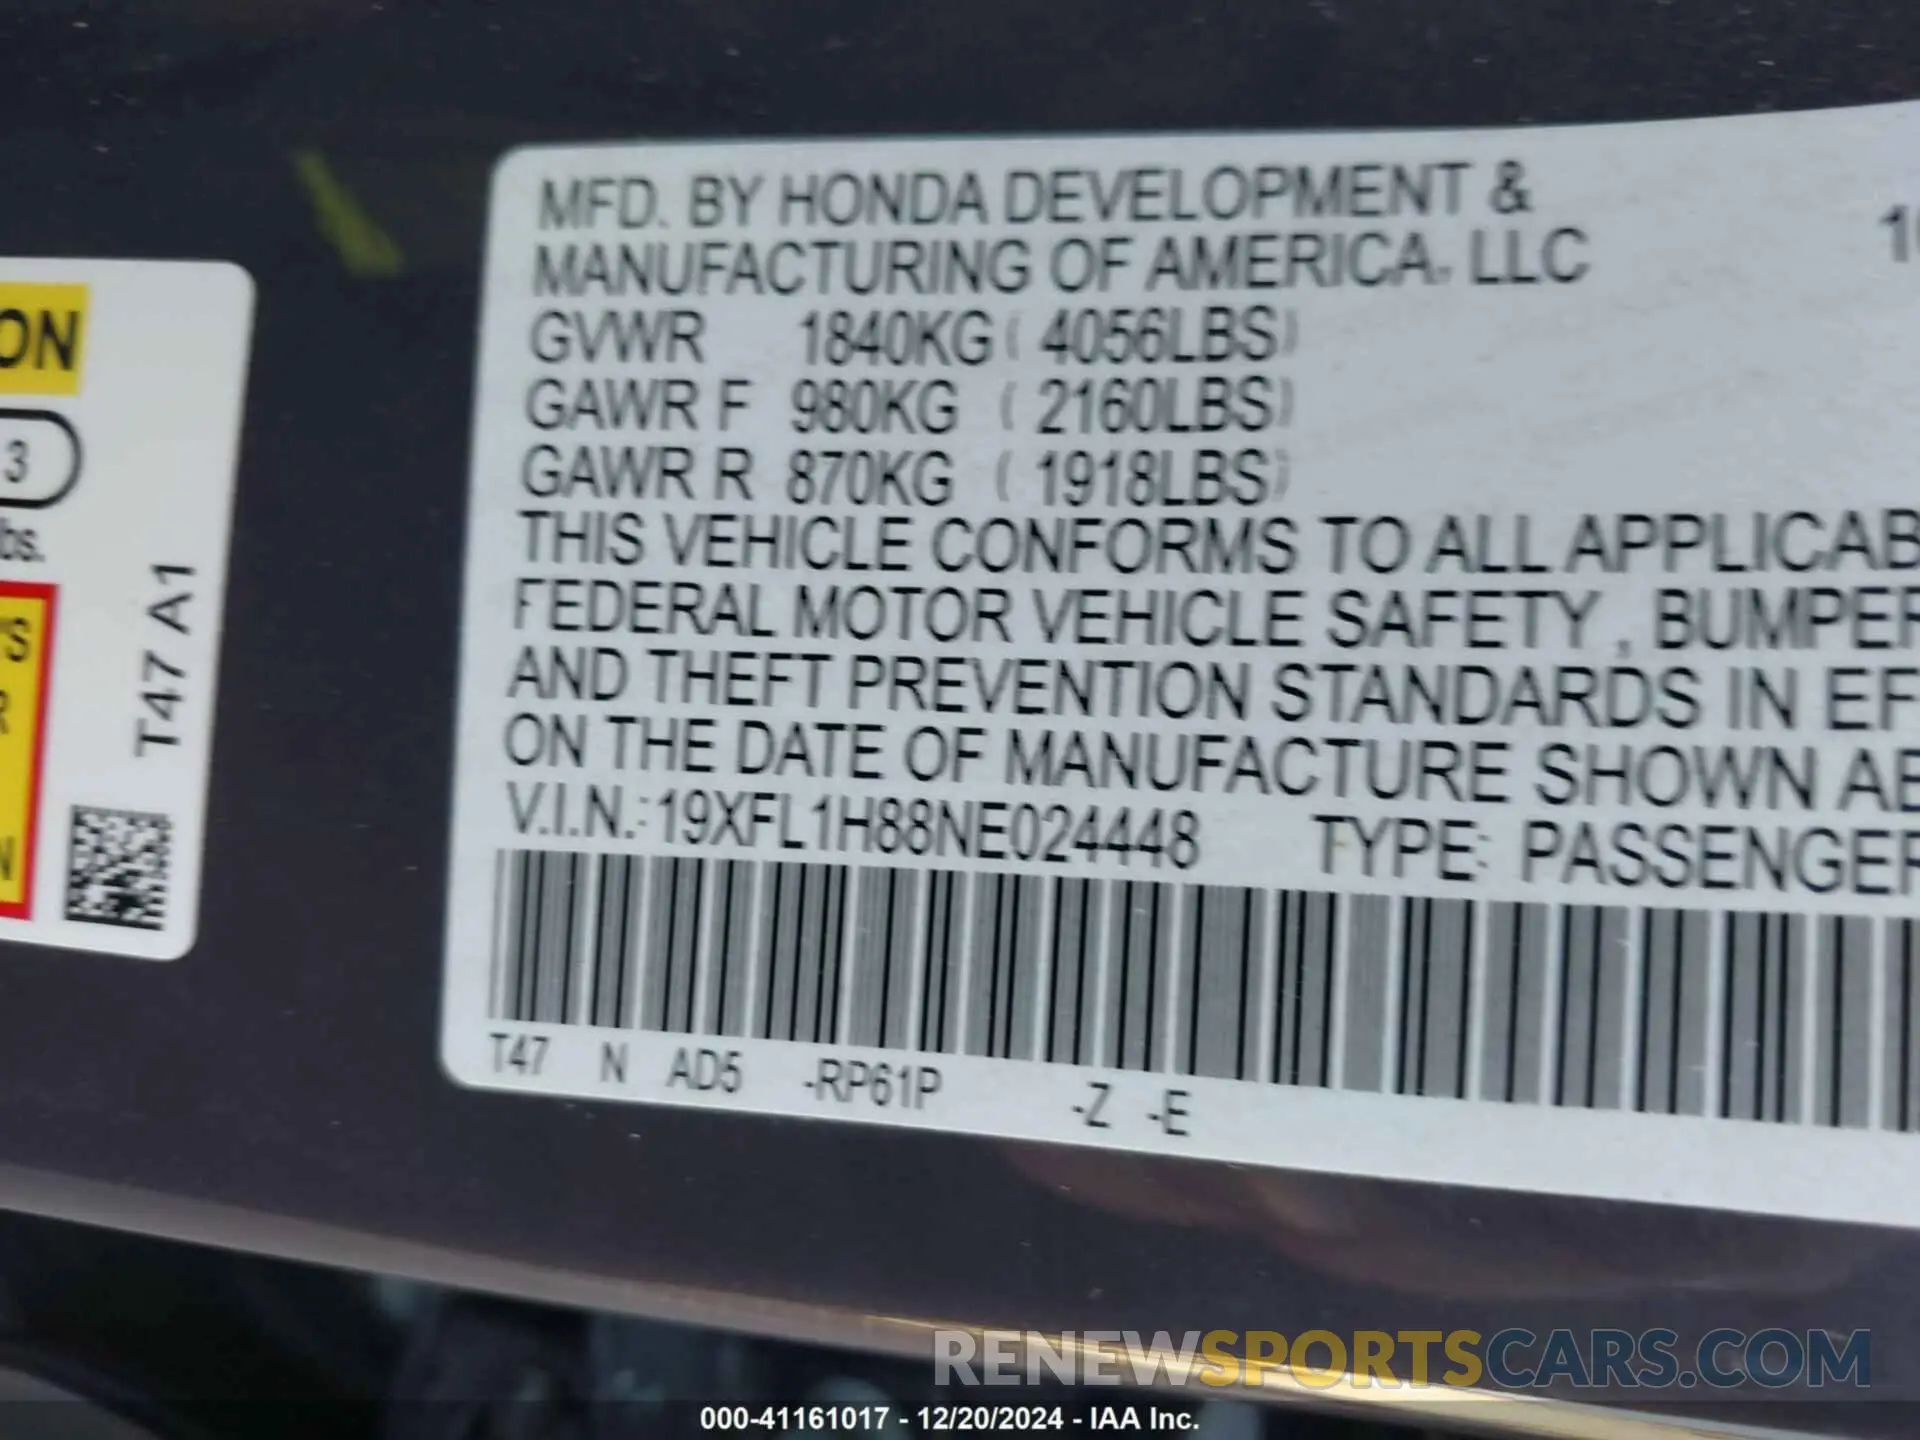 MFD. BY HONDA DEVELOPMENT &
MANUFACTURING OF AMERICA, LLC
GVWR 1840KG ( 4056LBS)
GAWR F 980KG ( 2160LBS)
GAWR R 870KG ( 1918LBS)
THIS VEHICLE CONFORMS TO ALL APPLICAB
FEDERAL MOTOR VEHICLE SAFETY , BUMPER
AND THEFT PREVENTION STANDARDS IN EF
ON THE DATE OF MANUFACTURE SHOWN AB
V.I.N.: 19XFL1H88NE024448 TYPE: PASSENGER
T47 N AD5 -RP61P -Z -E
ON
3
bs.
'S
R
N
T47 A1
RENEWSPORTSCARS.COM
000-41161017 - 12/20/2024 - IAA Inc.